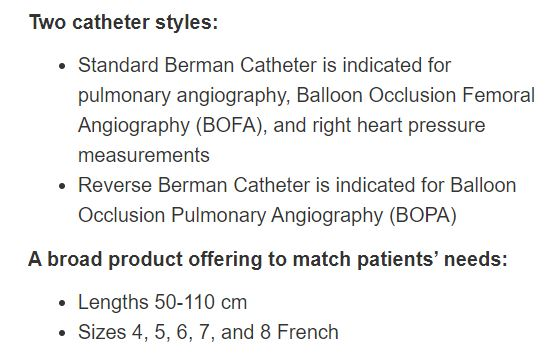 Two catheter styles:
• Standard Berman Catheter is indicated for
pulmonary angiography, Balloon Occlusion Femoral
Angiography (BOFA), and right heart pressure
measurements
• Reverse Berman Catheter is indicated for Balloon
Occlusion Pulmonary Angiography (BOPA)
A broad product offering to match patients’ needs:
• Lengths 50-110 cm
• Sizes 4, 5, 6, 7, and 8 French